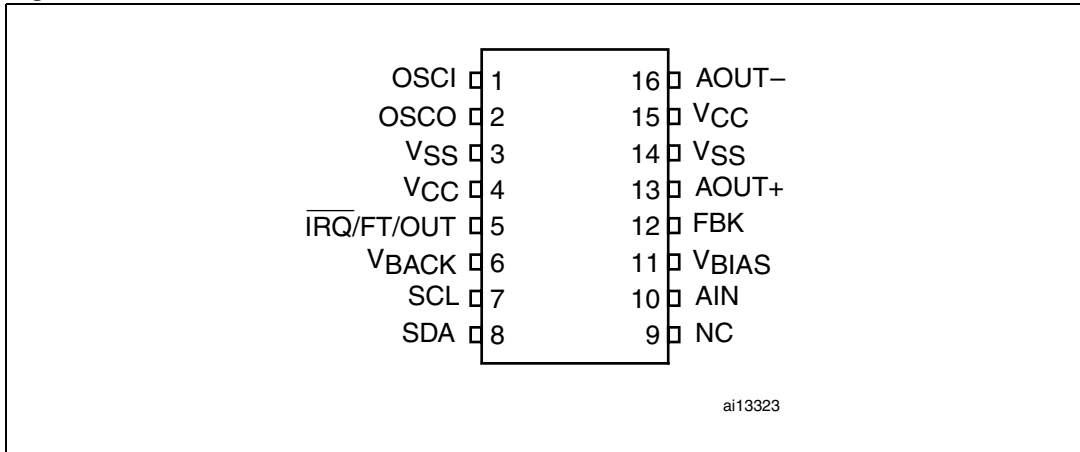 OSCI 1 16 AOUT–
OSCO 2 15 VCC
VSS 3 14 VSS
VCC 4 13 AOUT+
IRQ/FT/OUT 5 12 FBK
VBACK 6 11 VBIAS
SCL 7 10 AIN
SDA 8 9 NC
ai13323